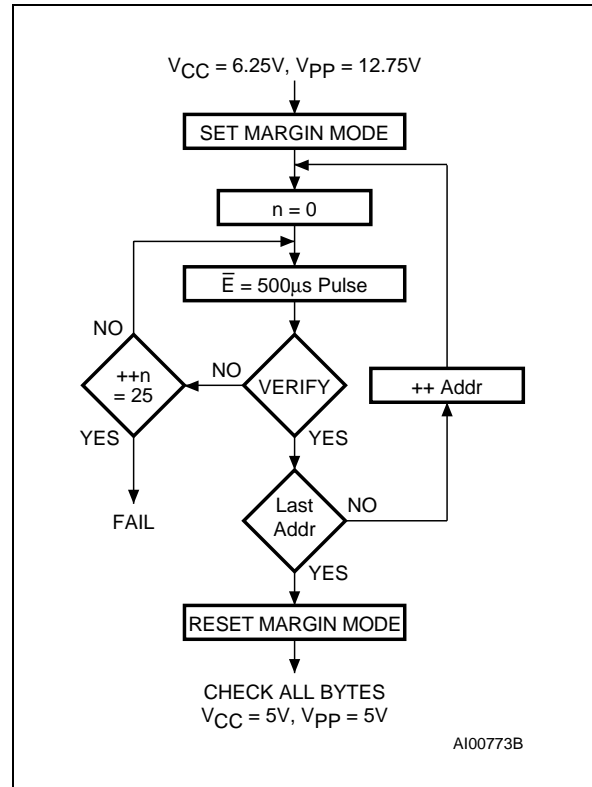 VCC = 6.25V, VPP = 12.75V
SET MARGIN MODE
n = 0
E̅ = 500µs Pulse
NO
++n
= 25
NO
VERIFY
++ Addr
YES
YES
FAIL
Last
Addr
NO
YES
RESET MARGIN MODE
CHECK ALL BYTES
VCC = 5V, VPP = 5V
AI00773B